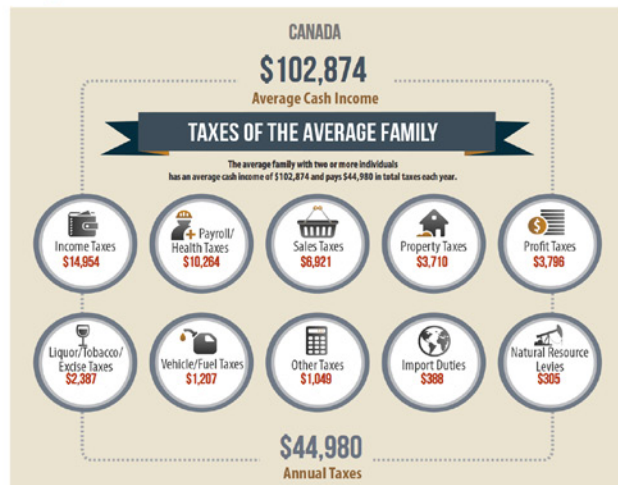 CANADA
$102,874
Average Cash Income
TAXES OF THE AVERAGE FAMILY
The average family with two or more individuals
has an average cash income of $102,874 and pays $44,980 in total taxes each year.
Income Taxes
$14,954
Payroll/
Health Taxes
$10,264
Sales Taxes
$6,921
Property Taxes
$3,710
Profit Taxes
$3,796
Liquor/Tobacco/
Excise Taxes
$2,387
Vehicle/Fuel Taxes
$1,207
Other Taxes
$1,049
Import Duties
$388
Natural Resource
Levies
$305
$44,980
Annual Taxes